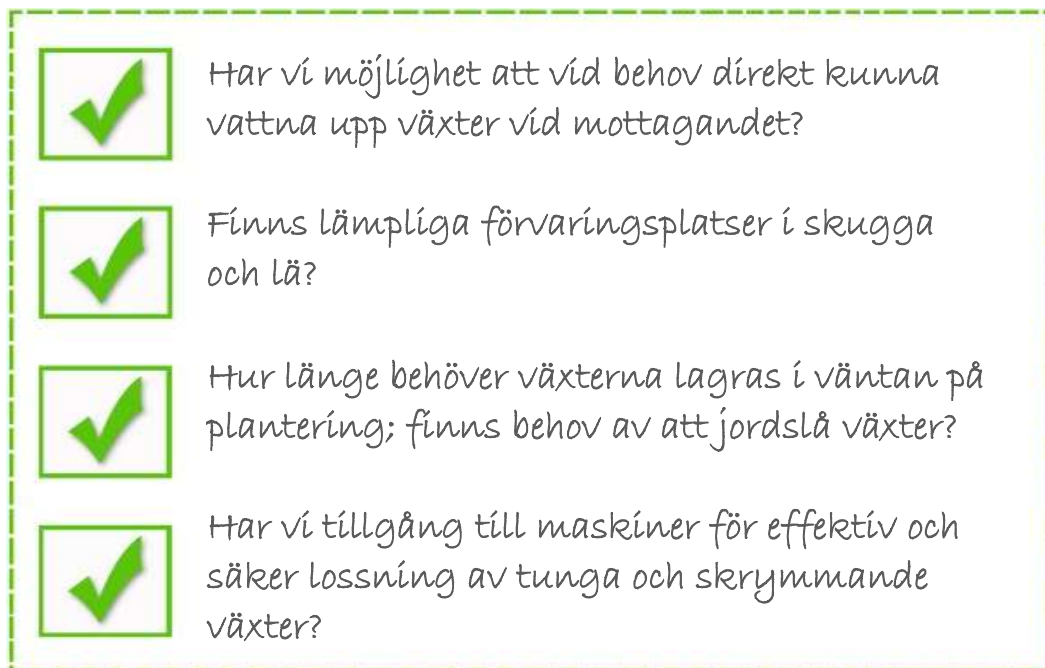 Har vi möjlighet att vid behov direkt kunna
vattna upp växter vid mottagandet?
Finns lämpliga förvaringsplatser i skugga
och lä?
Hur länge behöver växterna lagras i väntan på
plantering; finns behov av att jordslå växter?
Har vi tillgång till maskiner för effektiv och
säker lossning av tunga och skrymmande
växter?